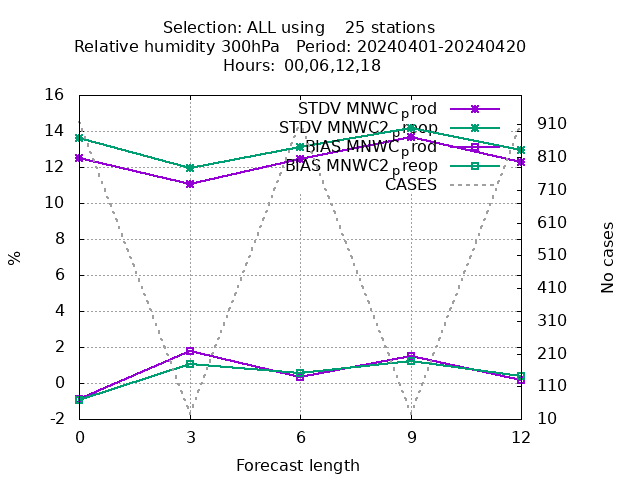 Selection: ALL using    25 stations
Relative humidity 300hPa   Period: 20240401-20240420
Hours: 00,06,12,18
STDV MNWC_prod
STDV MNWC2_preop
BIAS MNWC_prod
BIAS MNWC2_preop
CASES
16
14
12
10
8
6
4
2
0
-2
%
910
810
710
610
510
410
310
210
110
10
No cases
0 3 6 9 12
Forecast length